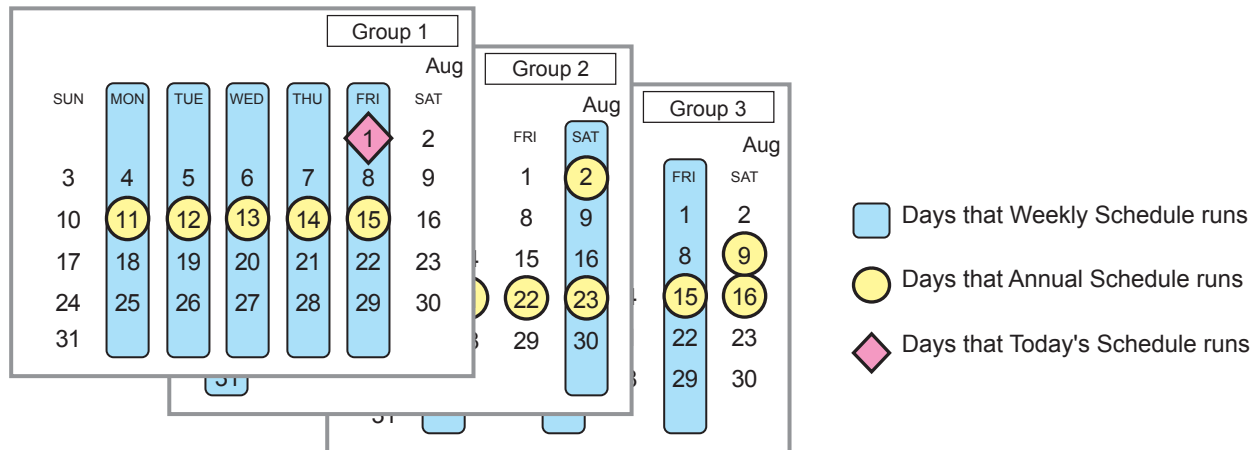 Group 1
Aug
SUN MON TUE WED THU FRI SAT
1 2
3 4 5 6 7 8 9
10 11 12 13 14 15 16
17 18 19 20 21 22 23
24 25 26 27 28 29 30
31
Group 2
Aug
FRI SAT
1 2
8 9
15 16
22 23
29 30
31
Group 3
Aug
FRI SAT
1 2
8 9
15 16
22 23
29 30
31
Days that Weekly Schedule runs
Days that Annual Schedule runs
Days that Today's Schedule runs